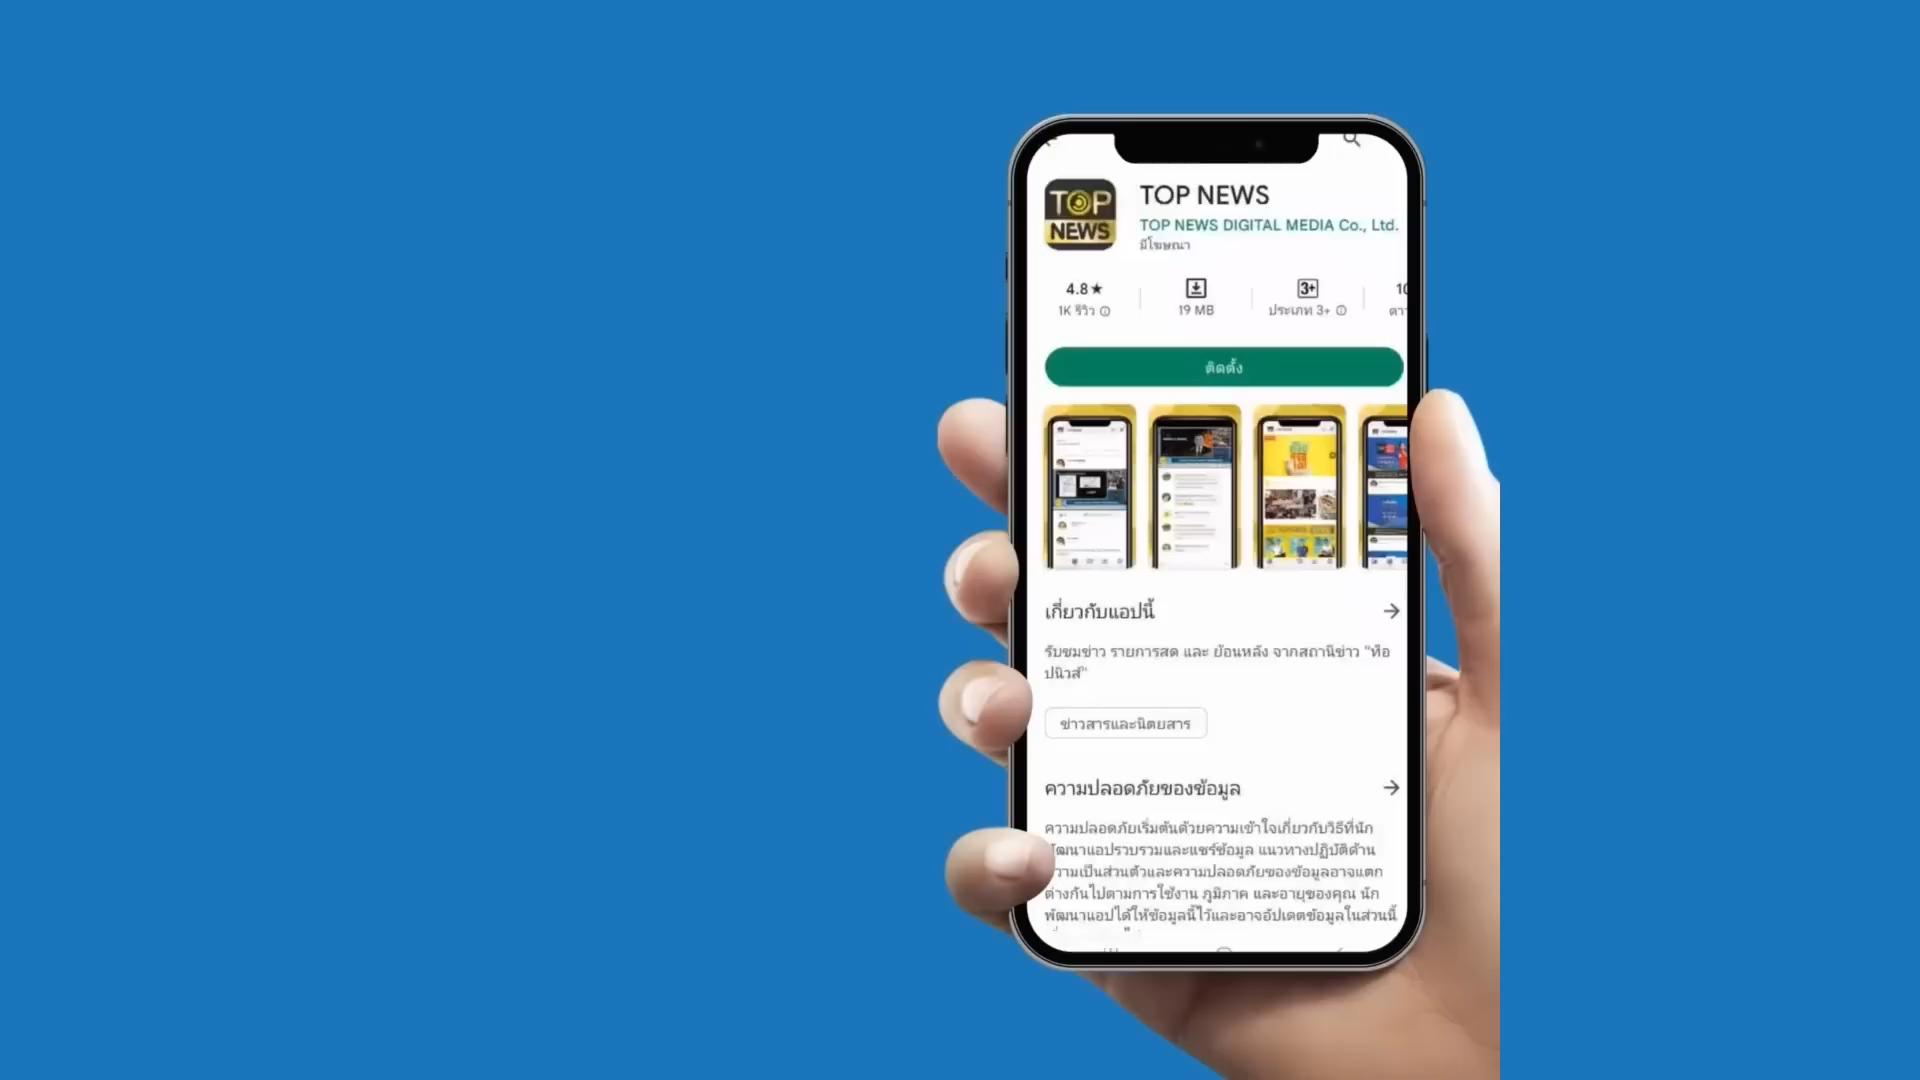 TOP
NEWS
TOP NEWS
TOP NEWS DIGITAL MEDIA Co., Ltd.
มีโฆษณา
4.8★
1K รีวิว
19 MB
3+
ประเภท 3+
ติดตั้ง
เกี่ยวกับแอปนี้
รับชมข่าว รายการสด และ ย้อนหลัง จากสถานีข่าว "ท็อ
ปนิวส์"
ข่าวสารและนิตยสาร
ความปลอดภัยของข้อมูล
ความปลอดภัยเริ่มต้นด้วยความเข้าใจเกี่ยวกับวิธีที่นัก
ฒนาแอปรวบรวมและแชร์ข้อมูล แนวทางปฏิบัติด้าน
วามเป็นส่วนตัวและความปลอดภัยของข้อมูลอาจแตก
ต่างกันไปตามการใช้งาน ภูมิภาค และอายุของคุณ นัก
พัฒนาแอปได้ให้ข้อมูลนี้ไว้และอาจอัปเดตข้อมูลในส่วนนี้